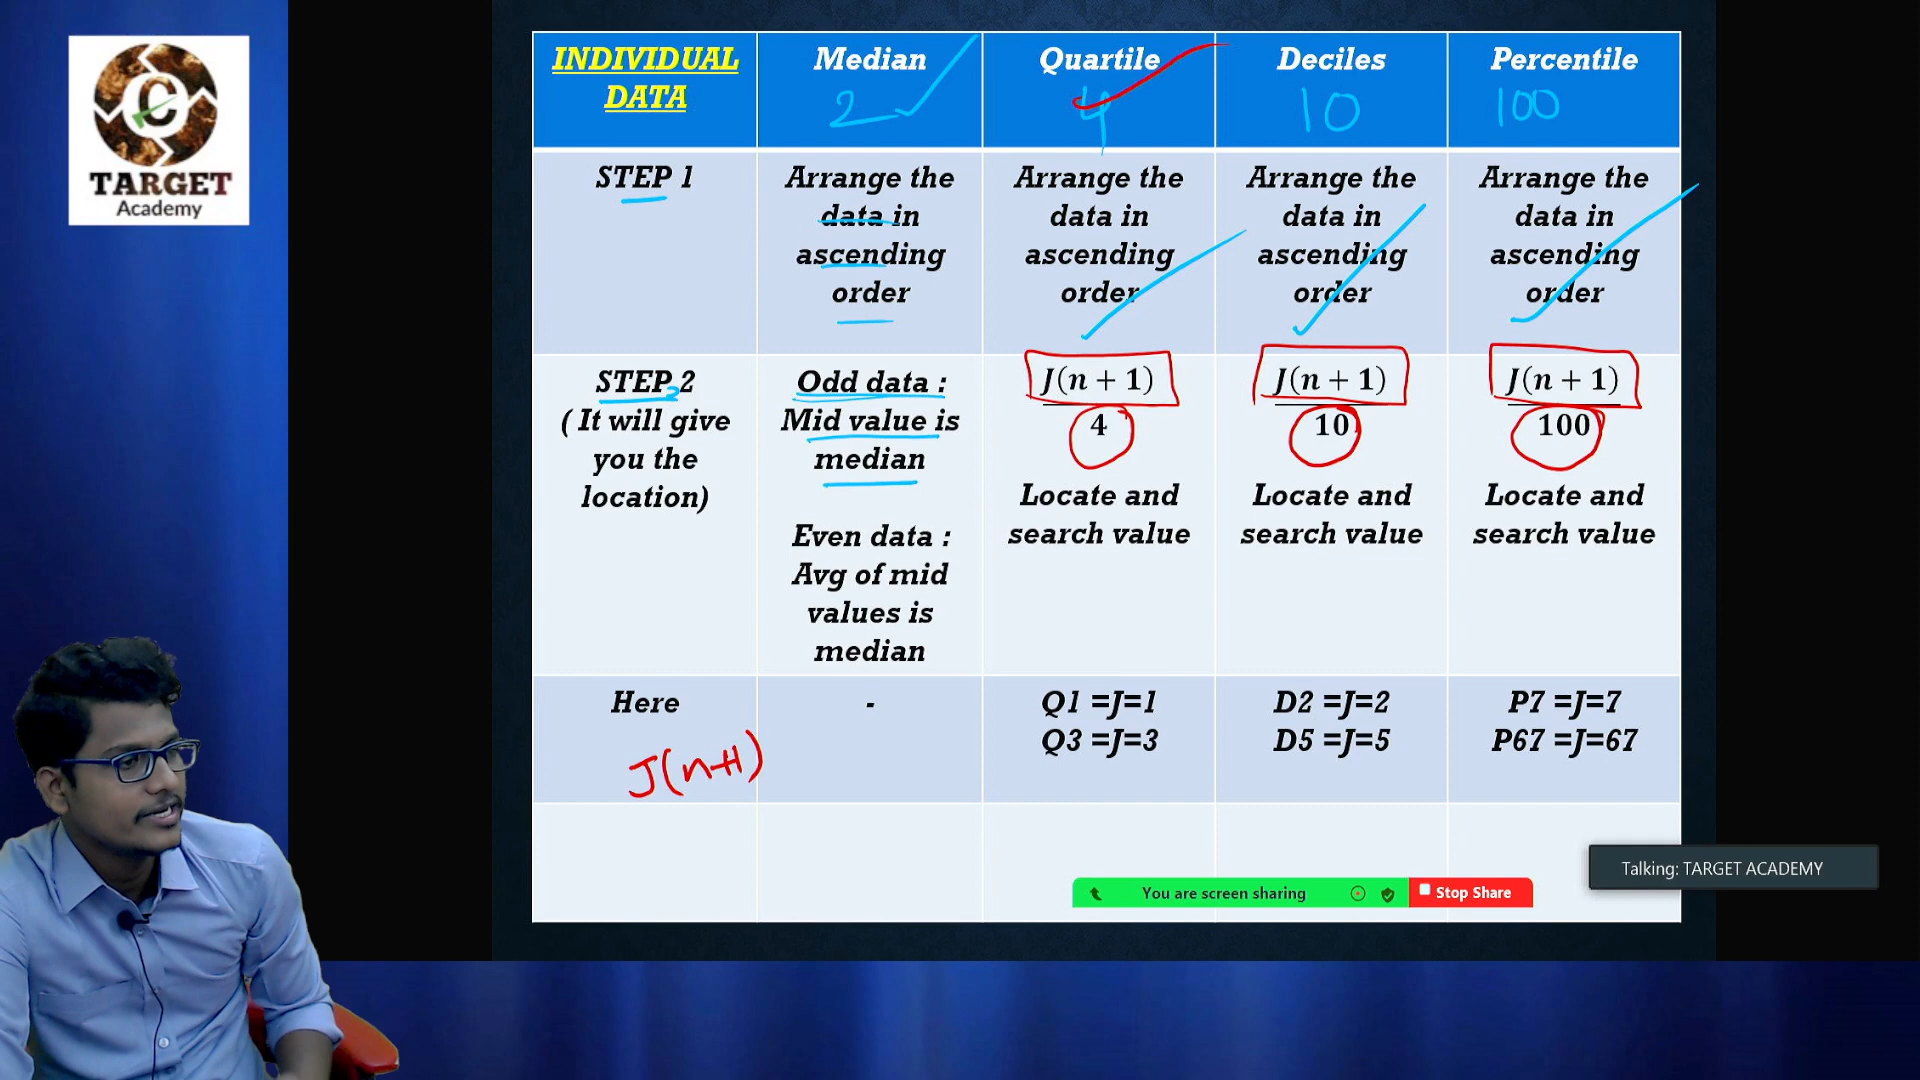 C
TARGET
Academy
INDIVIDUAL
DATA
Median
2
Quartile
4
Deciles
10
Percentile
100
STEP 1
Arrange the
data in
ascending
order
Arrange the
data in
ascending
order
Arrange the
data in
ascending
order
Arrange the
data in
ascending
order
STEP 2
( It will give
you the
location)
Odd data :
Mid value is
median
Even data :
Avg of mid
values is
median
J(n + 1)
4
Locate and
search value
J(n + 1)
10
Locate and
search value
J(n + 1)
100
Locate and
search value
Here
J(n+1)
-
Q1 =J=1
Q3 =J=3
D2 =J=2
D5 =J=5
P7 =J=7
P67 =J=67
Talking: TARGET ACADEMY
You are screen sharing
Stop Share